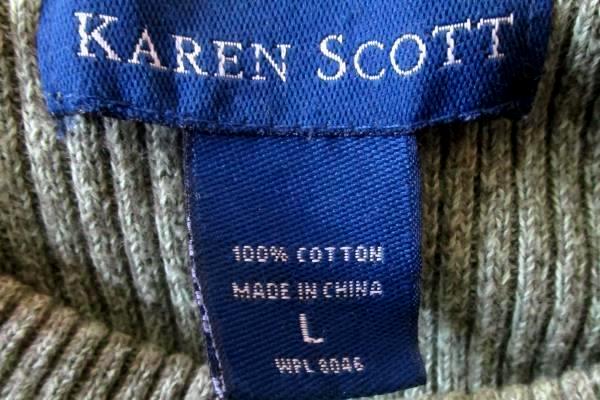 KAREN SCOTT
100% COTTON
MADE IN CHINA
L
WPL 8046